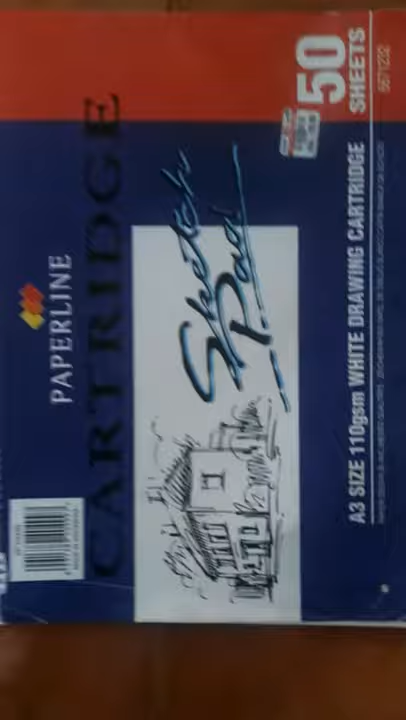 PAPERLINE
CARTRIDGE
Sketch
Pad
50
SHEETS
A3 SIZE 110gsm WHITE DRAWING CARTRIDGE